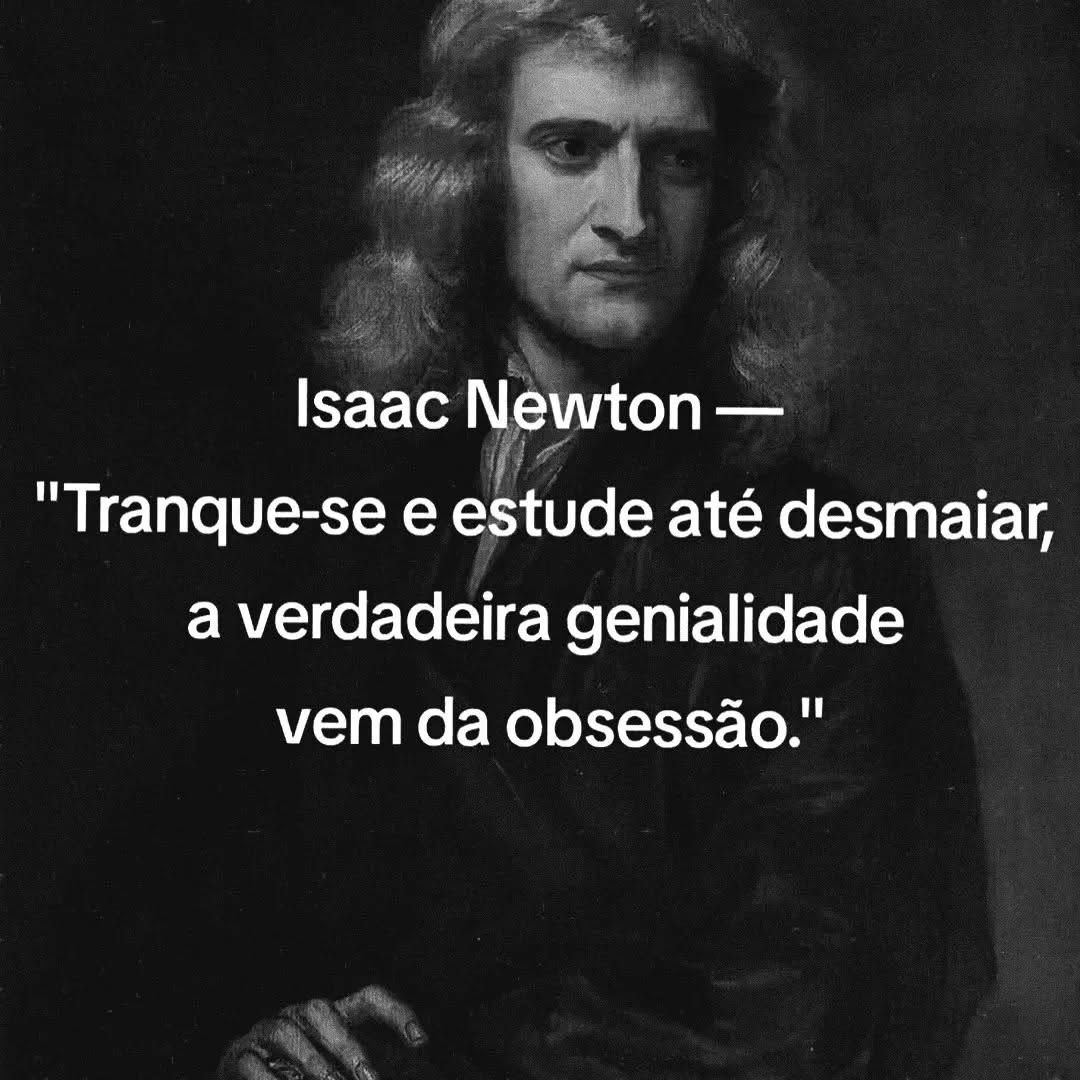 Isaac Newton —
"Tranque-se e estude até desmaiar,
a verdadeira genialidade
vem da obsessão."